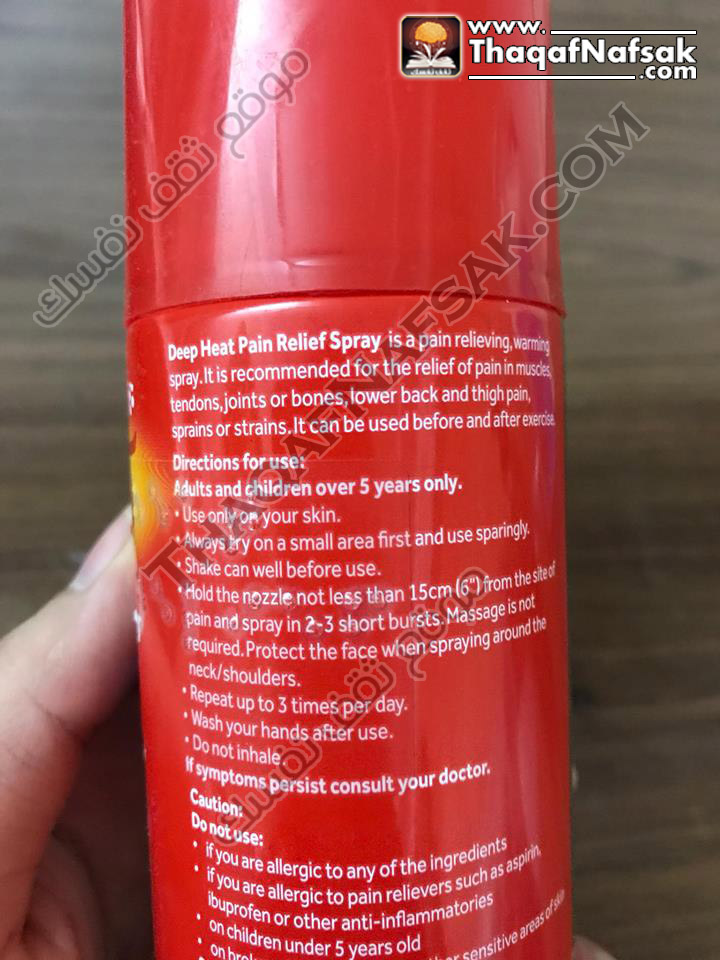 www.
ThaqafNafsak
.com
ثقف نفسك
موقع ثقف نفسك
THAQAFNAFSAK.COM
Deep Heat Pain Relief Spray is a pain relieving, warming
spray. It is recommended for the relief of pain in muscles,
tendons, joints or bones, lower back and thigh pain,
sprains or strains. It can be used before and after exercise.
Directions for use:
Adults and children over 5 years only.
• Use only on your skin.
• Always try on a small area first and use sparingly.
• Shake can well before use.
• Hold the nozzle not less than 15cm (6") from the site of
pain and spray in 2-3 short bursts. Massage is not
required. Protect the face when spraying around the
neck/shoulders.
• Repeat up to 3 times per day.
• Wash your hands after use.
• Do not inhale.
If symptoms persist consult your doctor.
موقع ثقف نفسك
Caution:
Do not use:
• if you are allergic to any of the ingredients
• if you are allergic to pain relievers such as aspirin,
ibuprofen or other anti-inflammatories
• on children under 5 years old
sensitive areas of skin